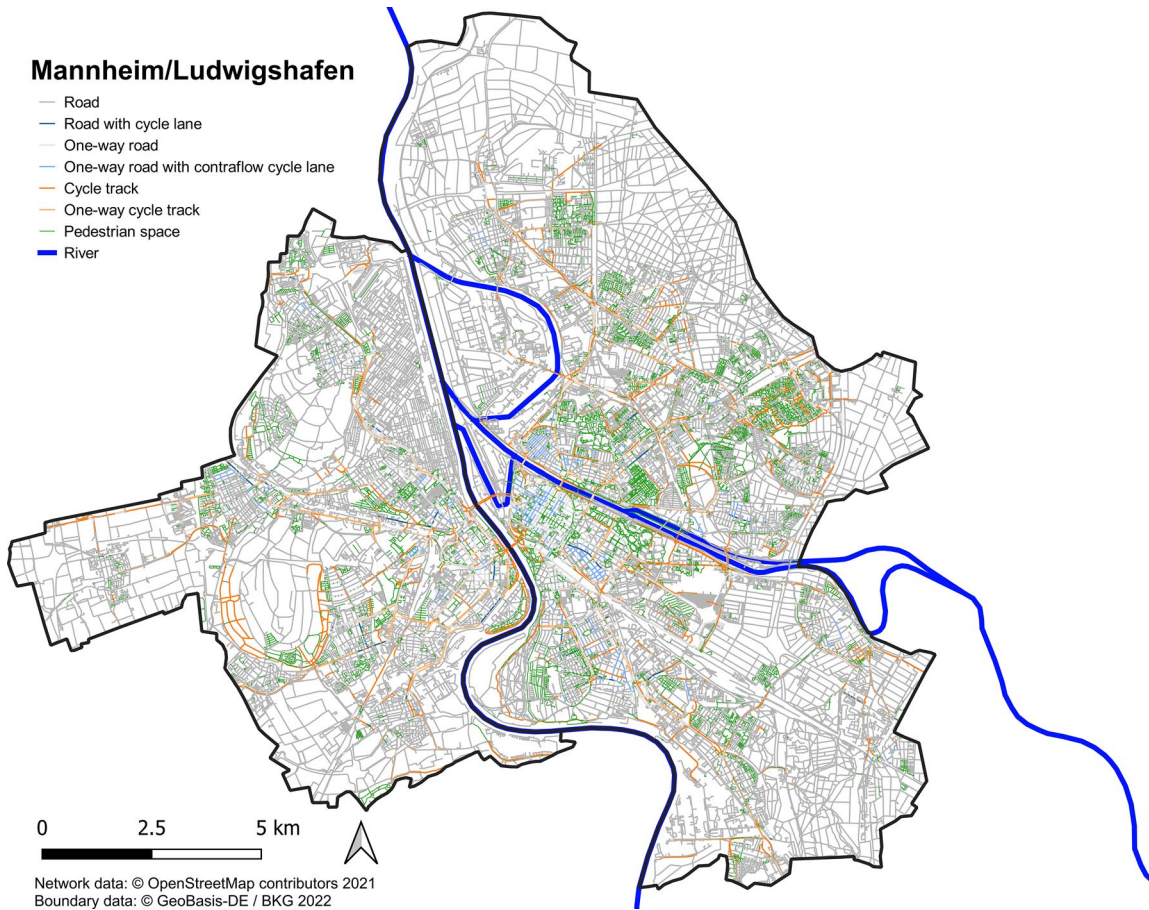 Mannheim/Ludwigshafen
Road
Road with cycle lane
One-way road
One-way road with contraflow cycle lane
Cycle track
One-way cycle track
Pedestrian space
River
0 2.5 5 km
Network data: © OpenStreetMap contributors 2021
Boundary data: © GeoBasis-DE / BKG 2022